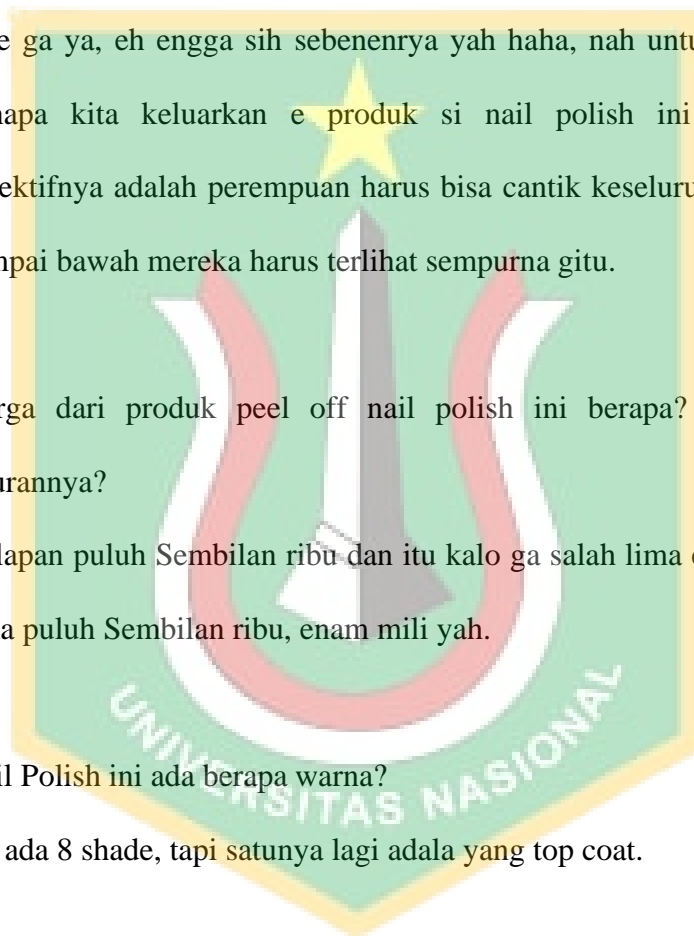 e ga ya, eh engga sih sebenenrya yah haha, nah untu
napa kita keluarkan e produk si nail polish ini
ektifnya adalah perempuan harus bisa cantik keseluru
npai bawah mereka harus terlihat sempurna gitu.
rga dari produk peel off nail polish ini berapa?
urannya?
lapan puluh Sembilan ribu dan itu kalo ga salah lima
a puluh Sembilan ribu, enam mili yah.
il Polish ini ada berapa warna?
ada 8 shade, tapi satunya lagi adala yang top coat.
UNIVERSITAS NASIONAL